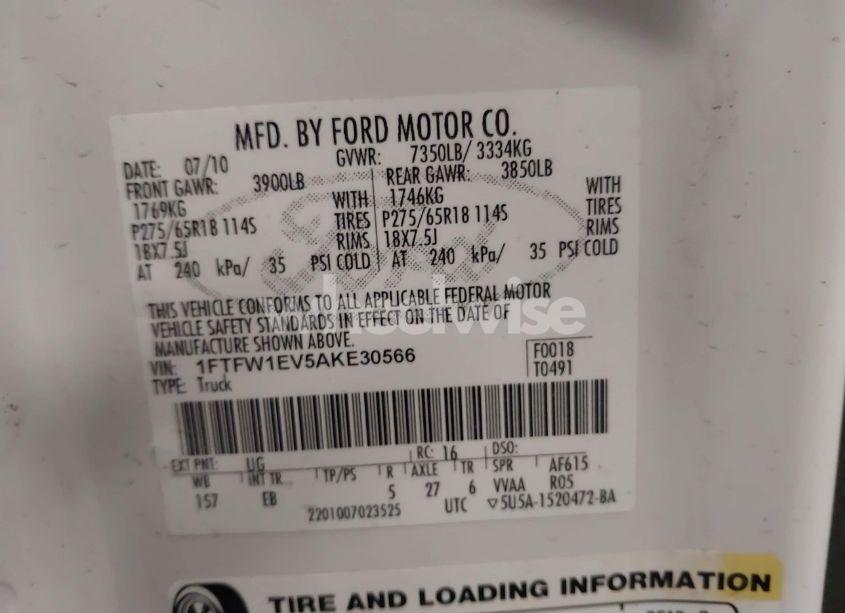 MFD. BY FORD MOTOR CO.
DATE: 07/10 GVWR: 7350LB/ 3334KG
FRONT GAWR: 3900LB REAR GAWR: 3850LB
1769KG WITH 1746KG WITH
P275/65R18 114S TIRES P275/65R18 114S TIRES
18X7.5J RIMS 18X7.5J RIMS
AT 240 kPa/ 35 PSI COLD AT 240 kPa/ 35 PSI COLD
THIS VEHICLE CONFORMS TO ALL APPLICABLE FEDERAL MOTOR
VEHICLE SAFETY STANDARDS IN EFFECT ON THE DATE OF
MANUFACTURE SHOWN ABOVE.
VIN: 1FTFW1EV5AKE30566 F0018
TYPE: Truck T0491
EXT PNT: UG RC: 16 DSO:
WB INT TR. TP/PS R AXLE TR SPR AF615
157 EB 5 27 6 VVAA R05
2201007023525 UTC ▽5U5A-1520472-BA
TIRE AND LOADING INFORMATION